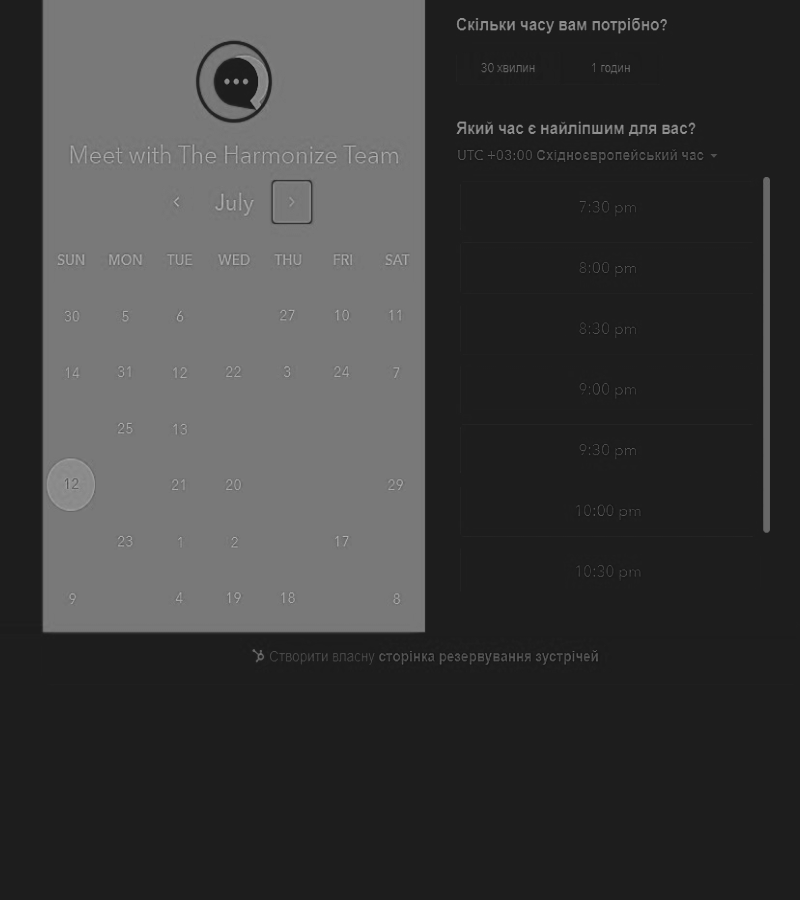 Meet with The Harmonize Team
July
SUN MON TUE WED THU FRI SAT
30 5 6 27 10 11
14 31 12 22 3 24 7
25 13
12 21 20 29
23 1 2 17
9 4 19 18 8
Скільки часу вам потрібно?
30 хвилин 1 годин
Який час є найліпшим для вас?
UTC +03:00 Східноєвропейський час
7:30 pm
8:00 pm
8:30 pm
9:00 pm
9:30 pm
10:00 pm
10:30 pm
Створити власну сторінка резервування зустрічей